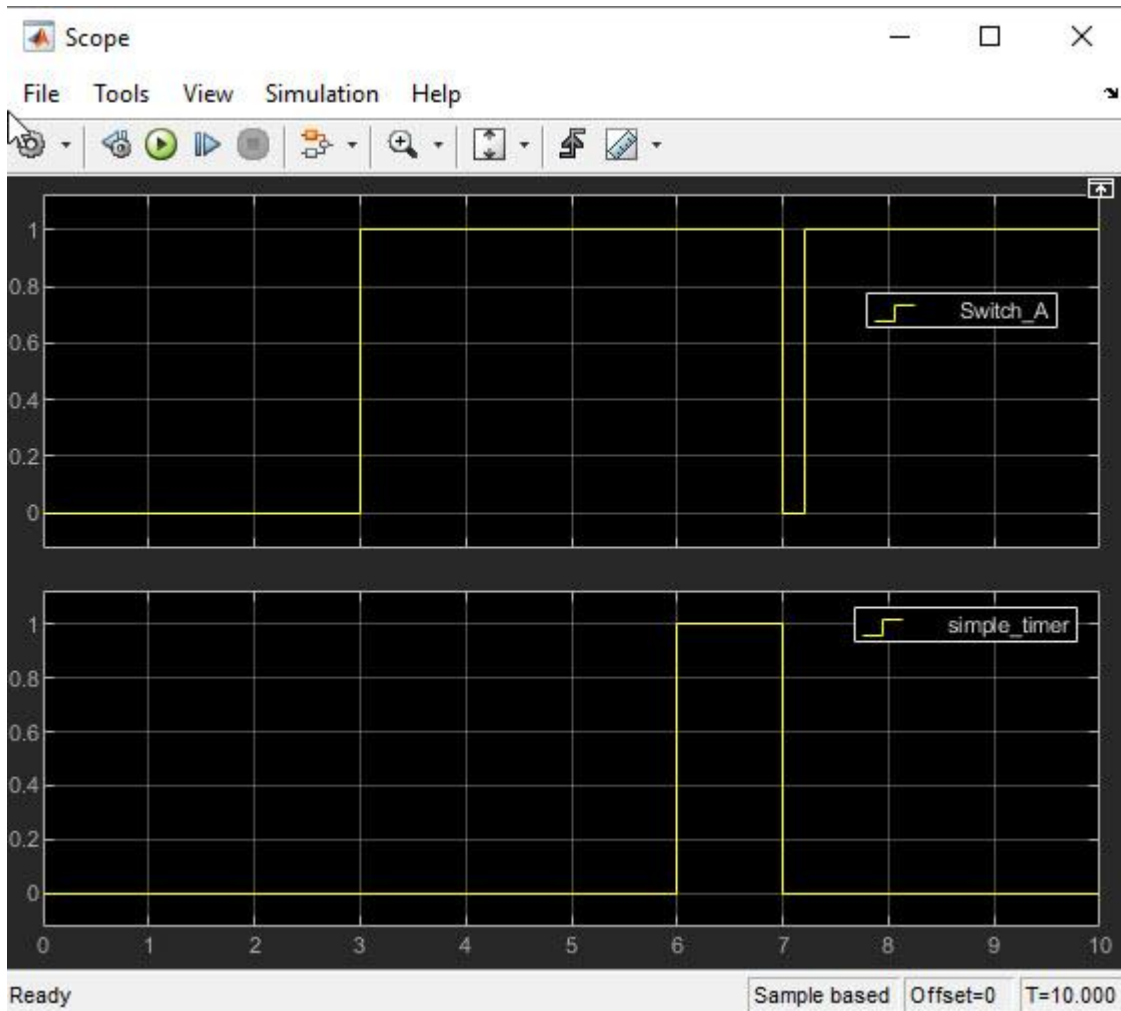 Scope
File Tools View Simulation Help
1
0.8
0.6
0.4
0.2
0
Switch_A
1
0.8
0.6
0.4
0.2
0
simple_timer
0 1 2 3 4 5 6 7 8 9 10
Ready Sample based Offset=0 T=10.000